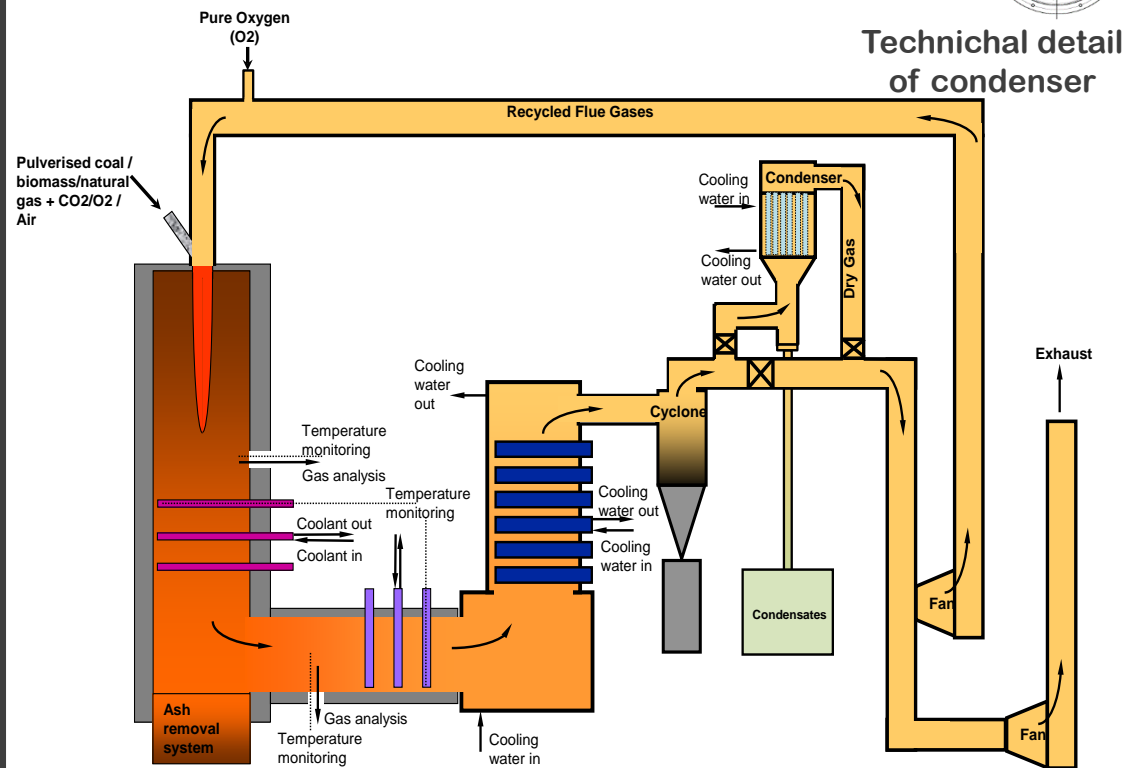 Pure Oxygen
(O2)
Technichal detail
of condenser
Recycled Flue Gases
Pulverised coal /
biomass/natural
gas + CO2/O2 /
Air
Cooling
water in
Condenser
Cooling
water out
Dry Gas
Exhaust
Cooling
water
out
Cyclone
Temperature
monitoring
Gas analysis
Temperature
monitoring
Cooling
water out
Coolant out
Coolant in
Cooling
water in
Fan
Condensates
Ash
removal
system
Gas analysis
Temperature
monitoring
Cooling
water in
Fan